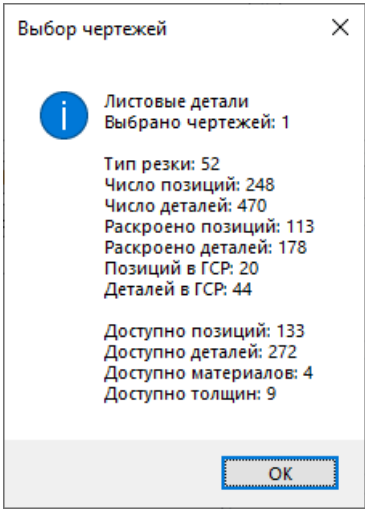 Выбор чертежей
Листовые детали
Выбрано чертежей: 1
Тип резки: 52
Число позиций: 248
Число деталей: 470
Раскроено позиций: 113
Раскроено деталей: 178
Позиций в ГСР: 20
Деталей в ГСР: 44
Доступно позиций: 133
Доступно деталей: 272
Доступно материалов: 4
Доступно толщин: 9
ОК